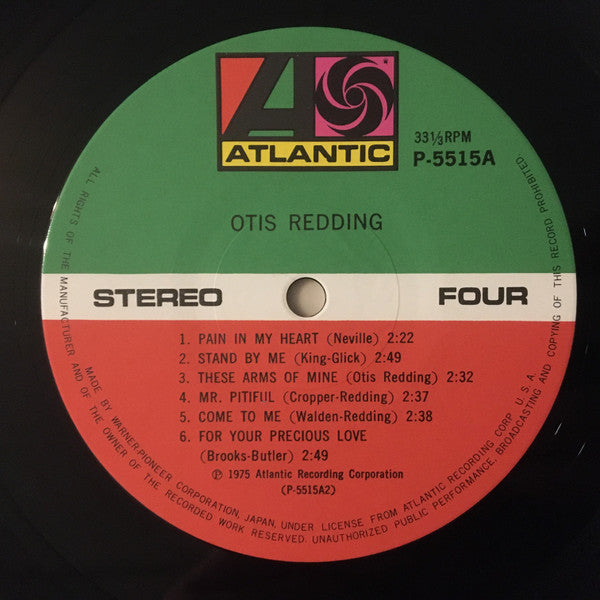 ATLANTIC
33⅓RPM
P-5515A
OTIS REDDING
STEREO
FOUR
1. PAIN IN MY HEART (Neville) 2:22
2. STAND BY ME (King-Glick) 2:49
3. THESE ARMS OF MINE (Otis Redding) 2:32
4. MR. PITIFUL (Cropper-Redding) 2:37
5. COME TO ME (Walden-Redding) 2:38
6. FOR YOUR PRECIOUS LOVE
(Brooks-Butler) 2:49
℗ 1975 Atlantic Recording Corporation
(P-5515A2)
MADE BY WARNER-PIONEER CORPORATION, JAPAN, UNDER LICENSE FROM ATLANTIC RECORDING CORP. U.S.A.
ALL RIGHTS OF THE MANUFACTURER AND OF THE OWNER OF THE RECORDED WORK RESERVED. UNAUTHORIZED PUBLIC PERFORMANCE, BROADCASTING AND COPYING OF THIS RECORD PROHIBITED